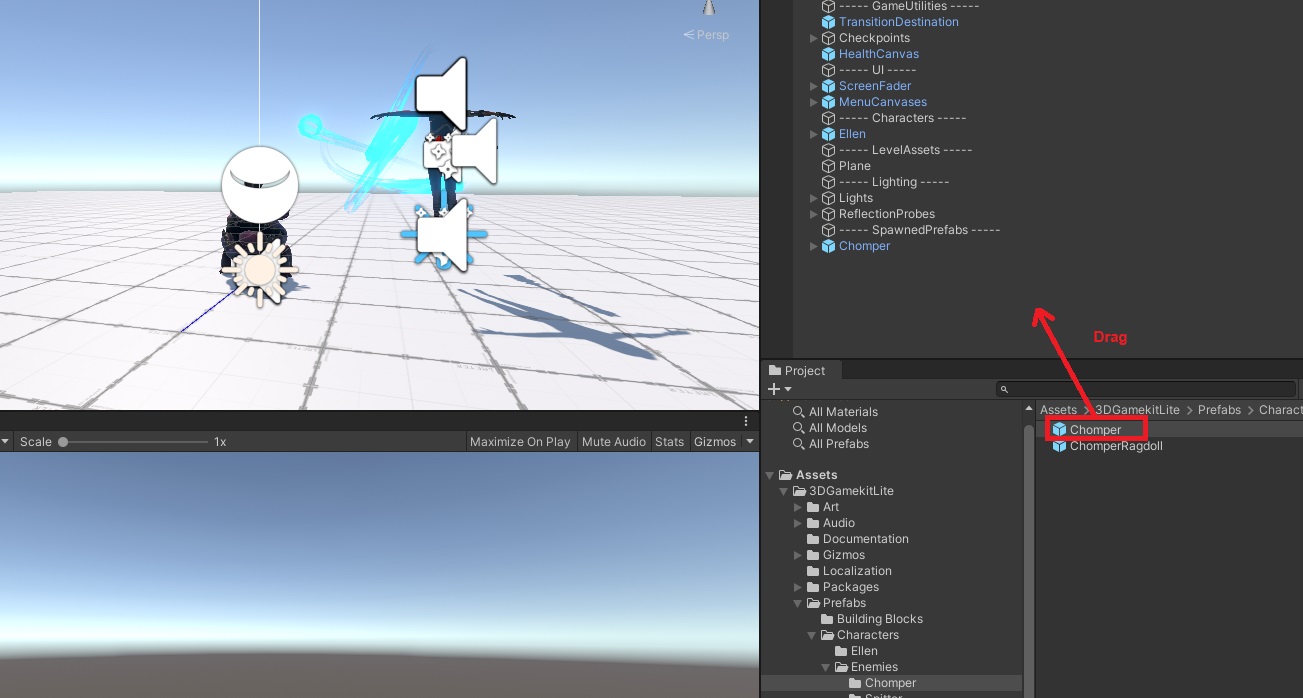 Persp
----- GameUtilities -----
TransitionDestination
Checkpoints
HealthCanvas
----- UI -----
ScreenFader
MenuCanvases
----- Characters -----
Ellen
----- LevelAssets -----
Plane
----- Lighting -----
Lights
ReflectionProbes
----- SpawnedPrefabs -----
Chomper
Drag
Scale 1x Maximize On Play Mute Audio Stats Gizmos
Project
All Materials
All Models
All Prefabs
Assets
3DGamekitLite
Art
Audio
Documentation
Gizmos
Localization
Packages
Prefabs
Building Blocks
Characters
Ellen
Enemies
Chomper
Spitter
Assets > 3DGamekitLite > Prefabs > Charact
Chomper
ChomperRagdoll